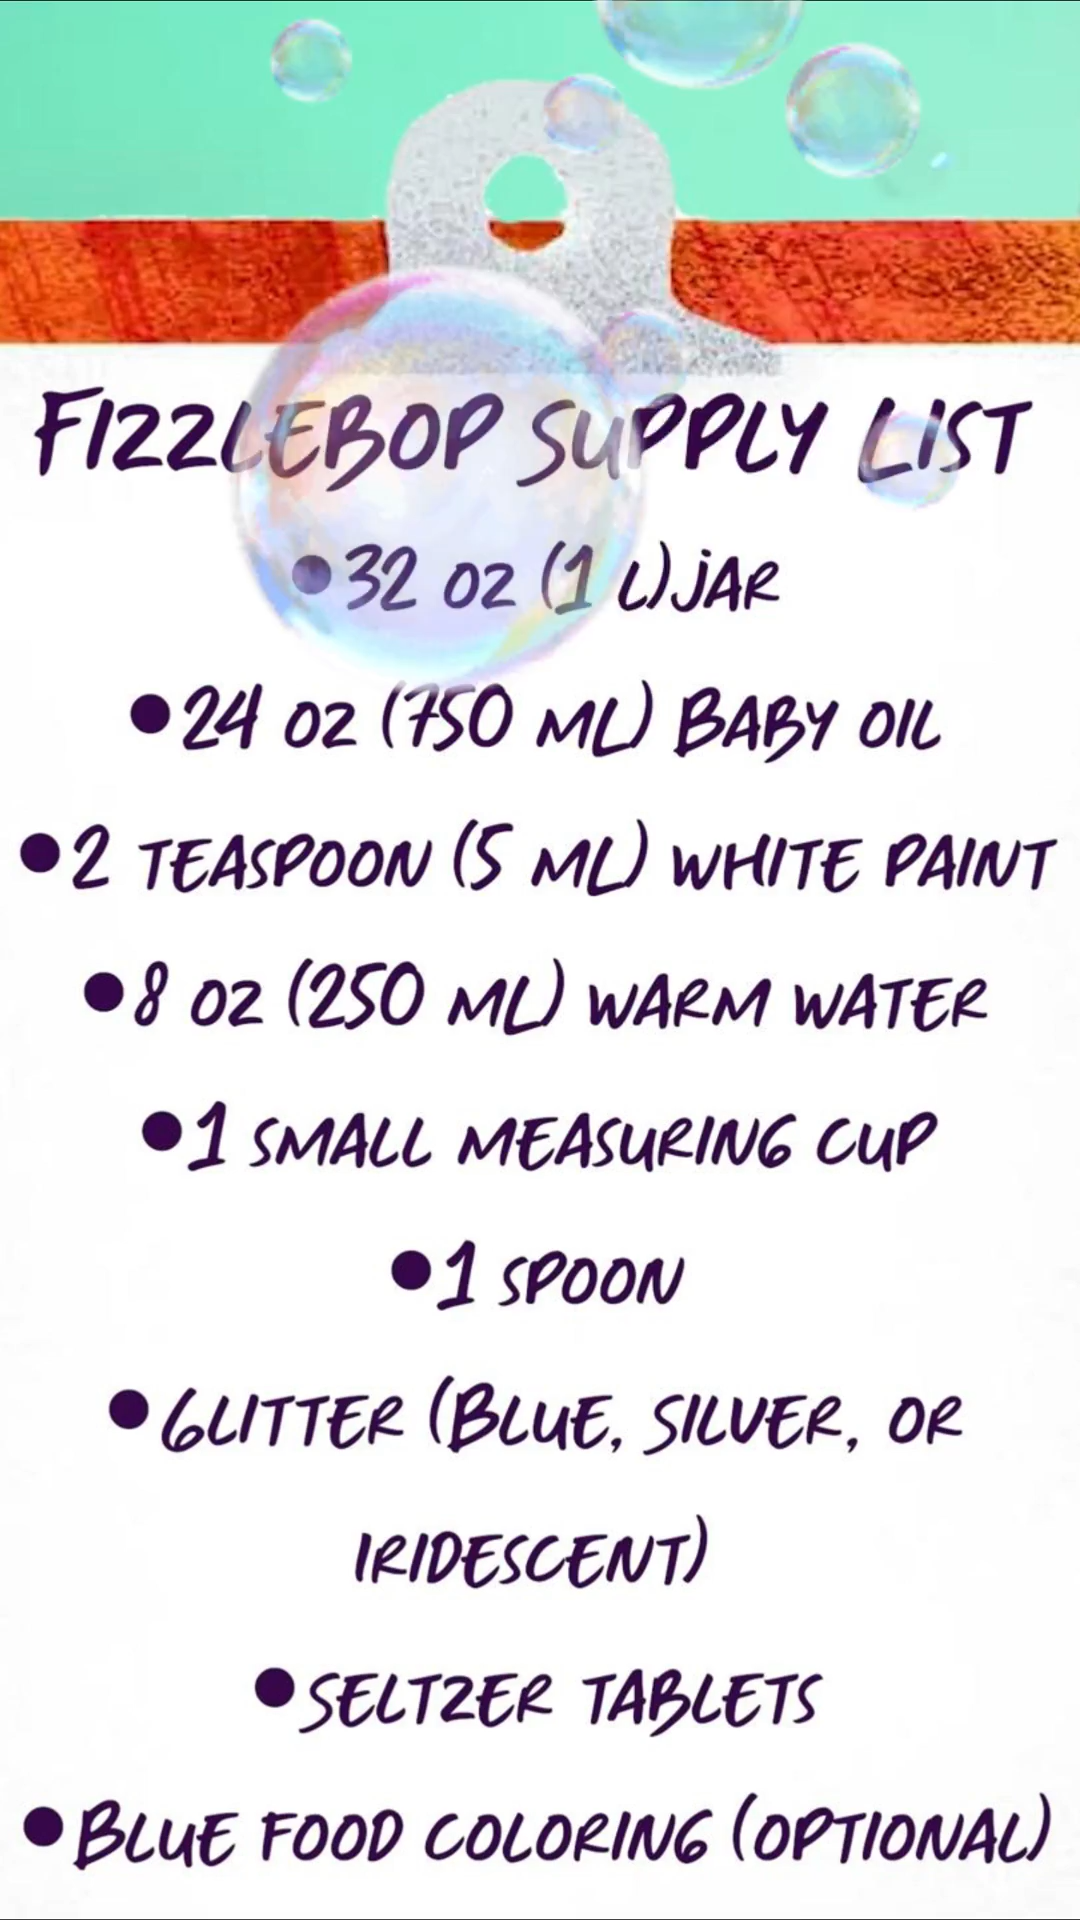 FIZZLEBOP SUPPLY LIST
•32 OZ (1 L)JAR
•24 OZ (750 ML) BABY OIL
•2 TEASPOON (5 ML) WHITE PAINT
•8 OZ (250 ML) WARM WATER
•1 SMALL MEASURING CUP
•1 SPOON
•GLITTER (BLUE, SILVER, OR
IRIDESCENT)
•SELTZER TABLETS
•BLUE FOOD COLORING (OPTIONAL)